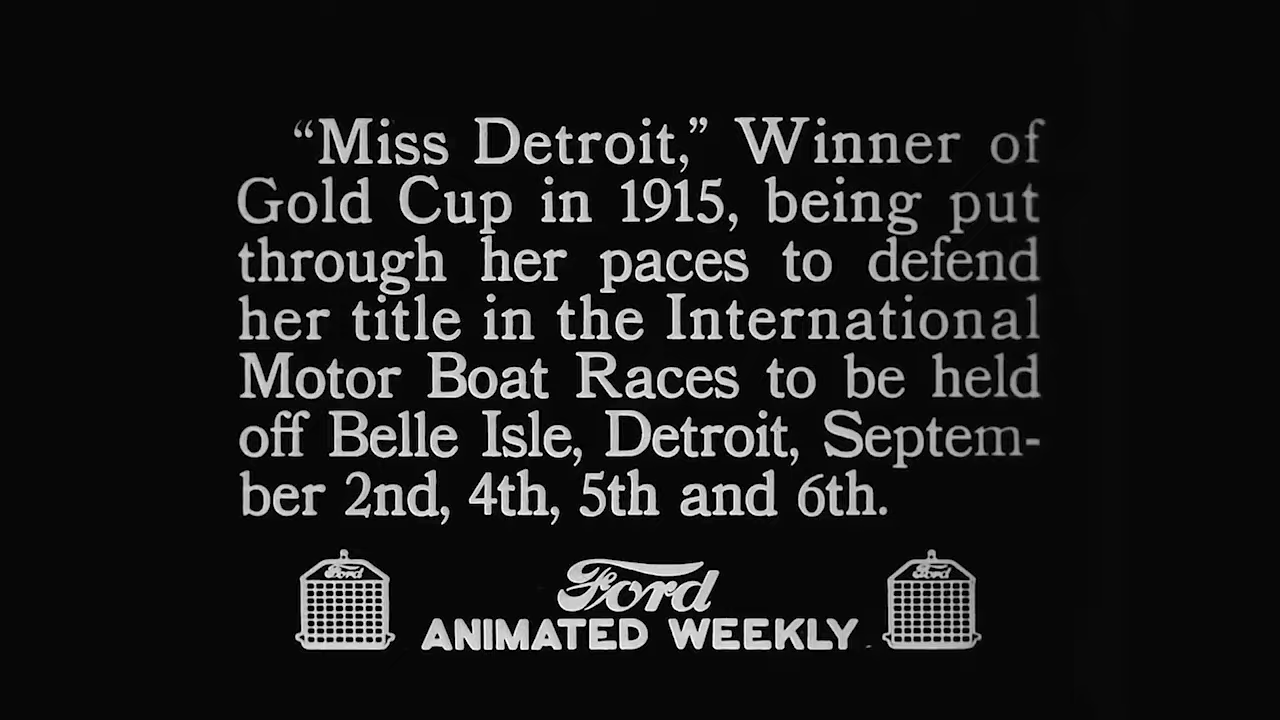 “Miss Detroit,” Winner of
Gold Cup in 1915, being put
through her paces to defend
her title in the International
Motor Boat Races to be held
off Belle Isle, Detroit, Septem-
ber 2nd, 4th, 5th and 6th.
Ford Ford Ford
ANIMATED WEEKLY